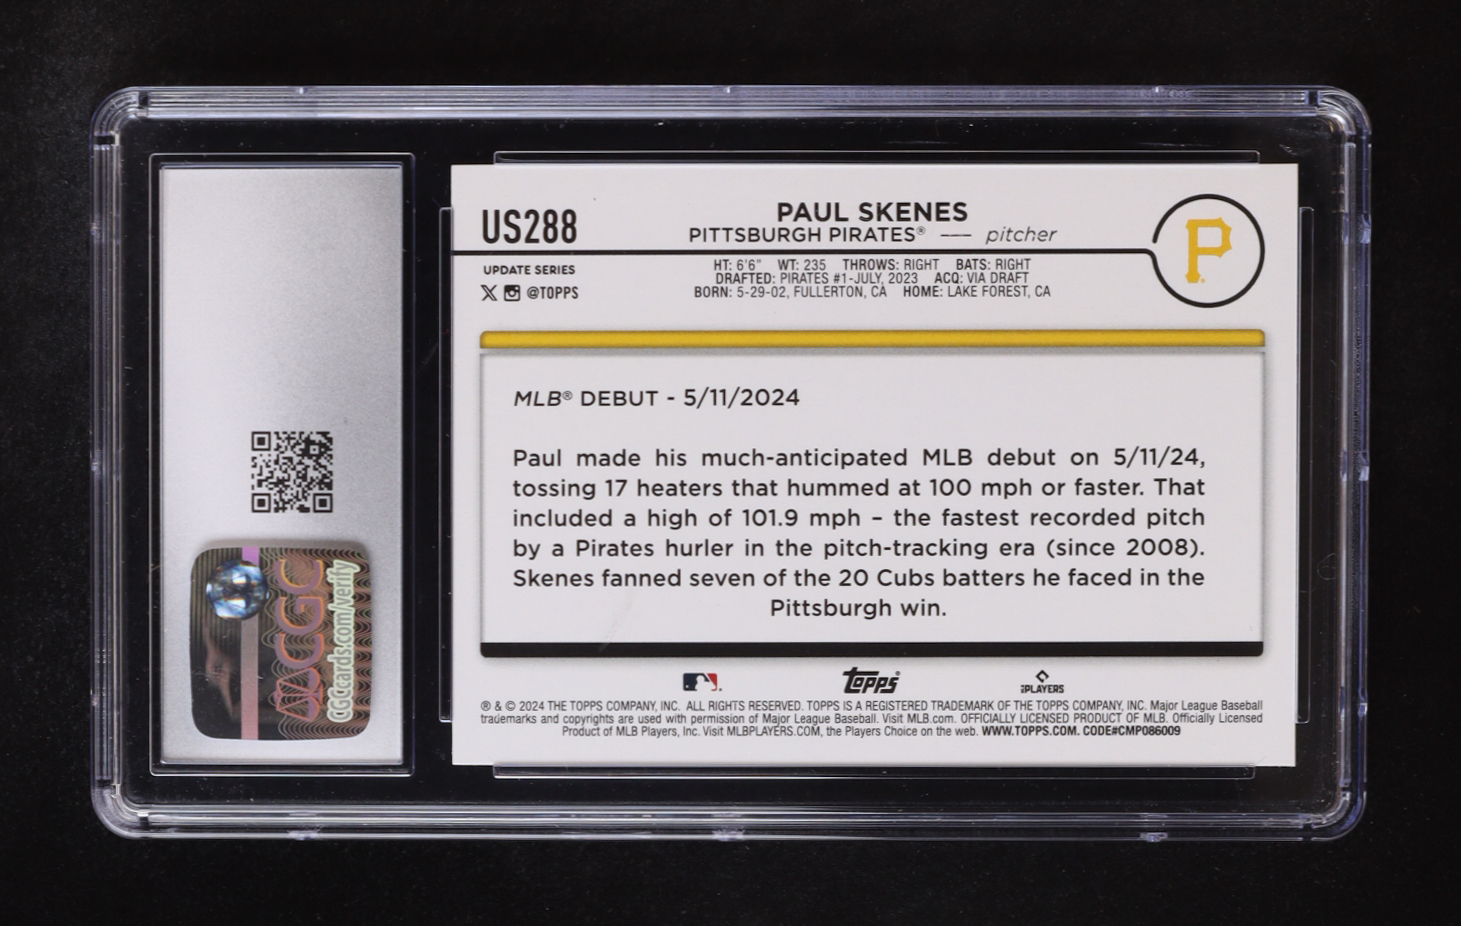 US288
UPDATE SERIES
@TOPPS
PAUL SKENES
PITTSBURGH PIRATES® — pitcher
HT: 6'6" WT: 235 THROWS: RIGHT BATS: RIGHT
DRAFTED: PIRATES #1-JULY, 2023 ACQ: VIA DRAFT
BORN: 5-29-02, FULLERTON, CA HOME: LAKE FOREST, CA
P
MLB® DEBUT - 5/11/2024
Paul made his much-anticipated MLB debut on 5/11/24,
tossing 17 heaters that hummed at 100 mph or faster. That
included a high of 101.9 mph – the fastest recorded pitch
by a Pirates hurler in the pitch-tracking era (since 2008).
Skenes fanned seven of the 20 Cubs batters he faced in the
Pittsburgh win.
Topps®
PLAYERS
® & © 2024 THE TOPPS COMPANY, INC. ALL RIGHTS RESERVED. TOPPS IS A REGISTERED TRADEMARK OF THE TOPPS COMPANY, INC. Major League Baseball
trademarks and copyrights are used with permission of Major League Baseball. Visit MLB.com. OFFICIALLY LICENSED PRODUCT OF MLB. Officially Licensed
Product of MLB Players, Inc. Visit MLBPLAYERS.COM, the Players Choice on the web. WWW.TOPPS.COM. CODE#CMP086009
CGC
CGCcards.com/verify